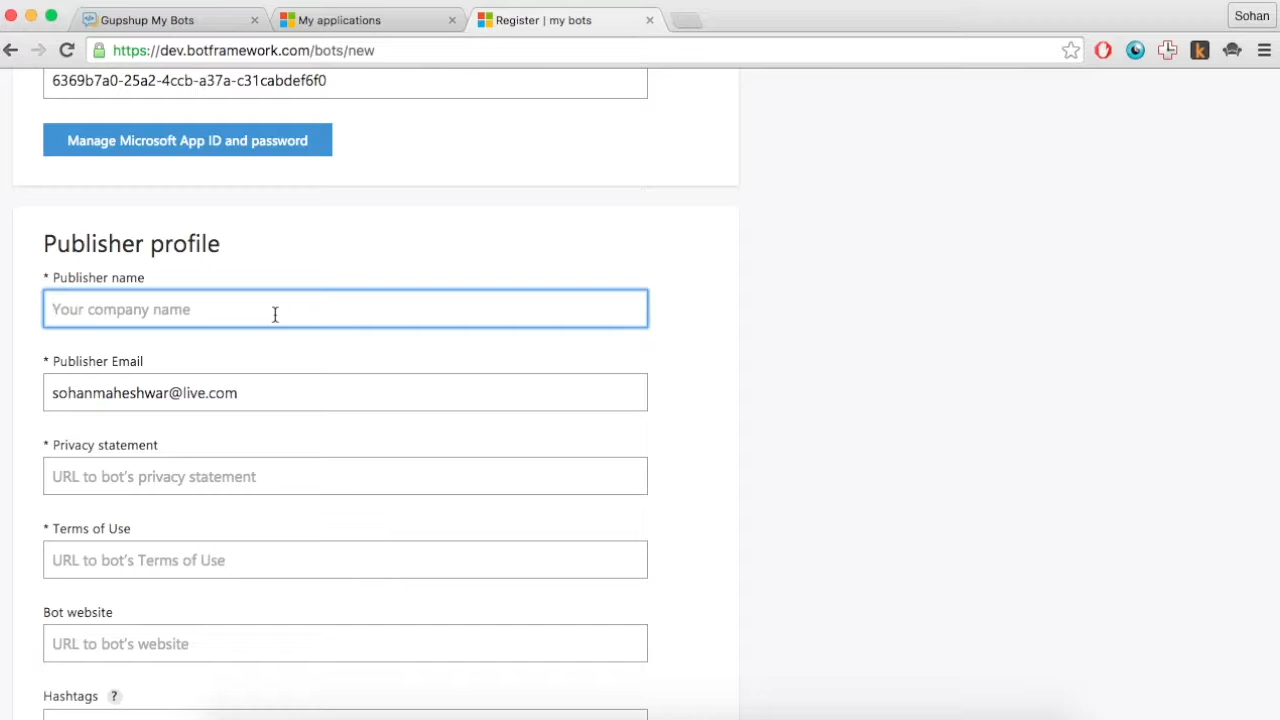 Gupshup My Bots
My applications
Register | my bots
Sohan
https://dev.botframework.com/bots/new
6369b7a0-25a2-4ccb-a37a-c31cabdef6f0
Manage Microsoft App ID and password
Publisher profile
* Publisher name
Your company name
* Publisher Email
sohanmaheshwar@live.com
* Privacy statement
URL to bot's privacy statement
* Terms of Use
URL to bot's Terms of Use
Bot website
URL to bot's website
Hashtags ?